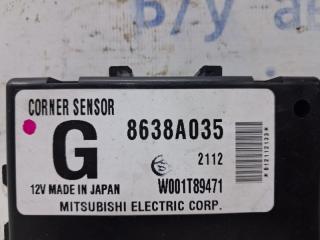 б/у а
CORNER SENSOR
G
8638A035
2112
12V MADE IN JAPAN
W001T89471
MITSUBISHI ELECTRIC CORP.